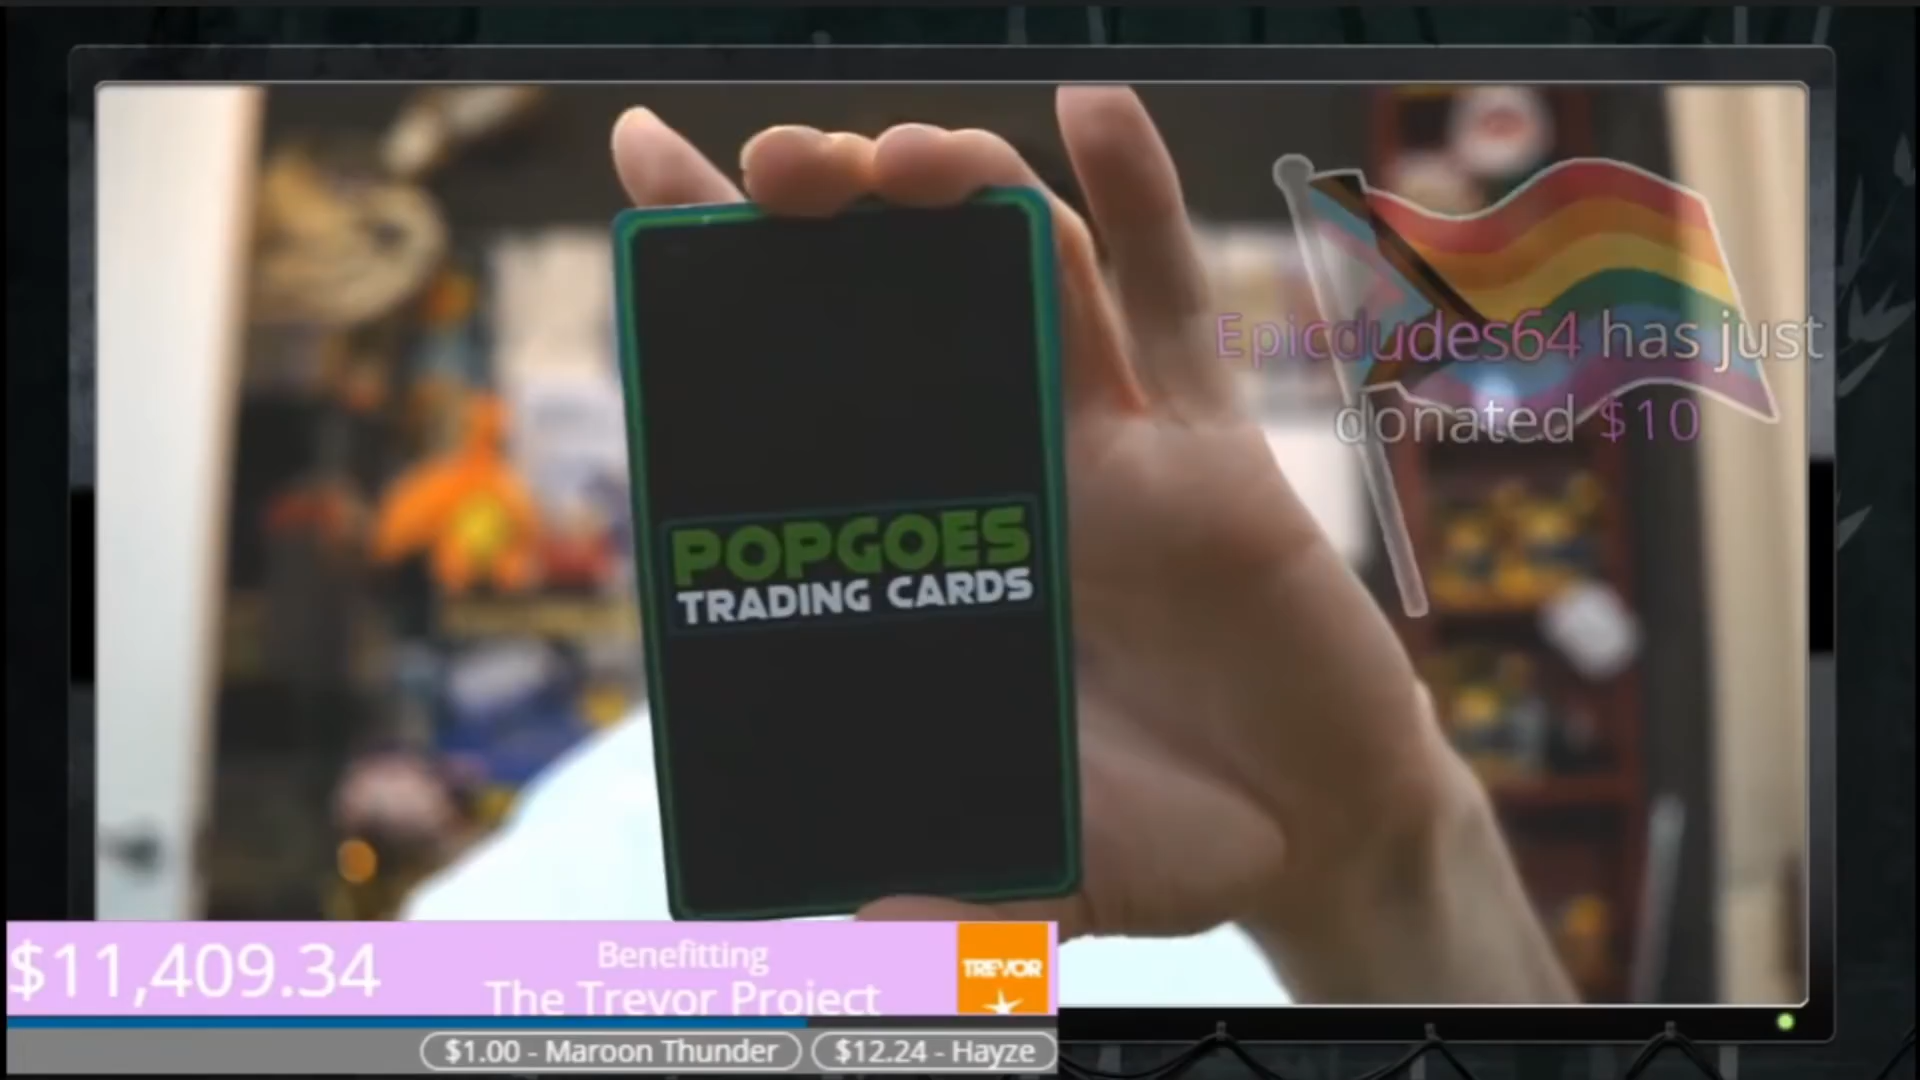 Epicdudes64 has just
donated $10
POPGOES
TRADING CARDS
$11,409.34
Benefitting
The Trevor Project
TREVOR
$1.00 - Maroon Thunder
$12.24 - Hayze